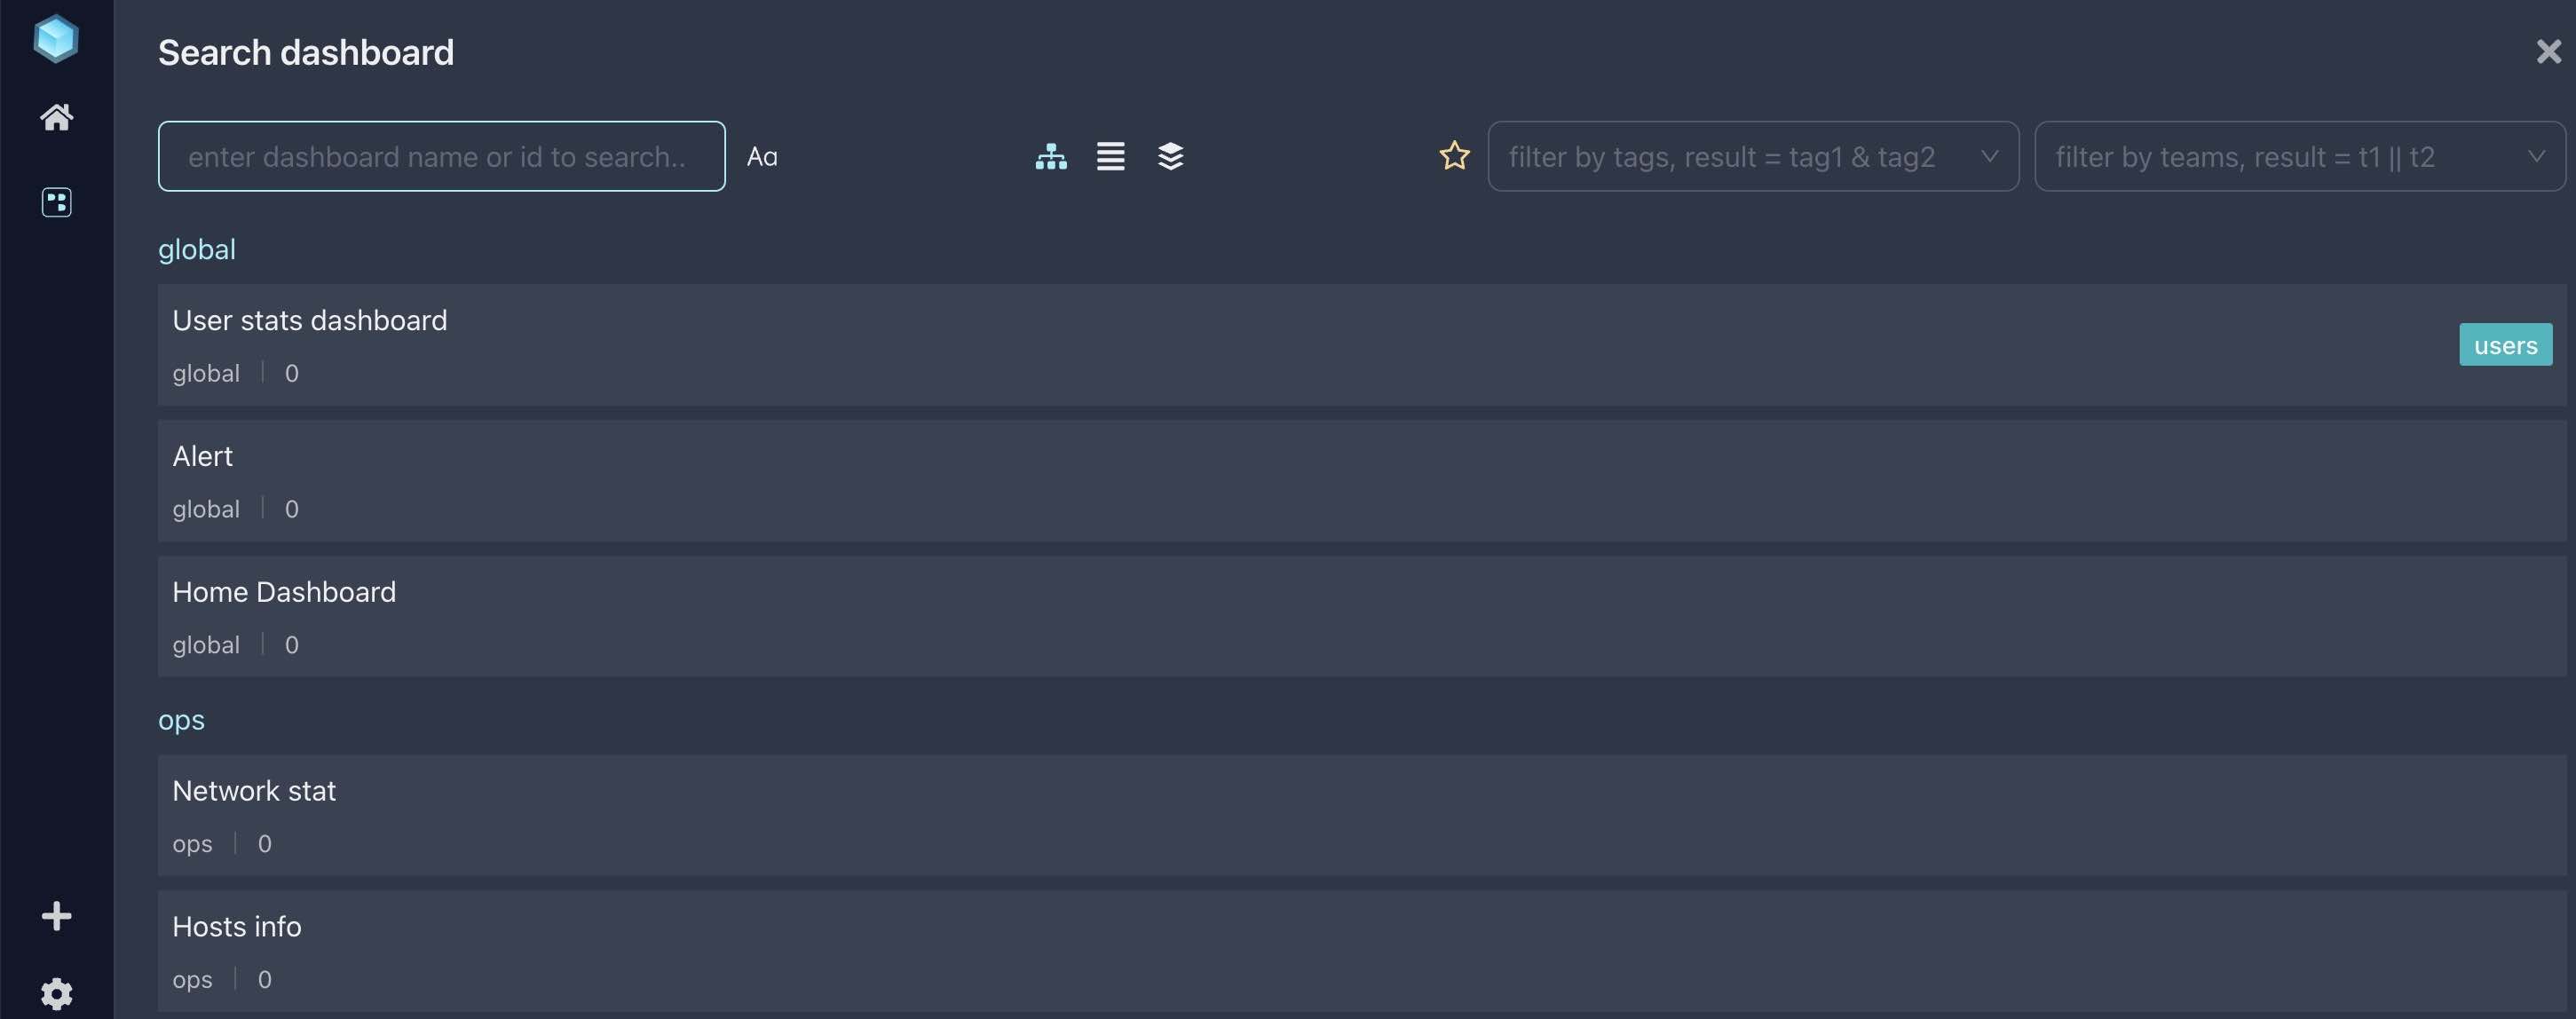 Search dashboard
enter dashboard name or id to search..
Aa
filter by tags, result = tag1 & tag2
filter by teams, result = t1 || t2
global
User stats dashboard
global | 0
users
Alert
global | 0
Home Dashboard
global | 0
ops
Network stat
ops | 0
Hosts info
ops | 0